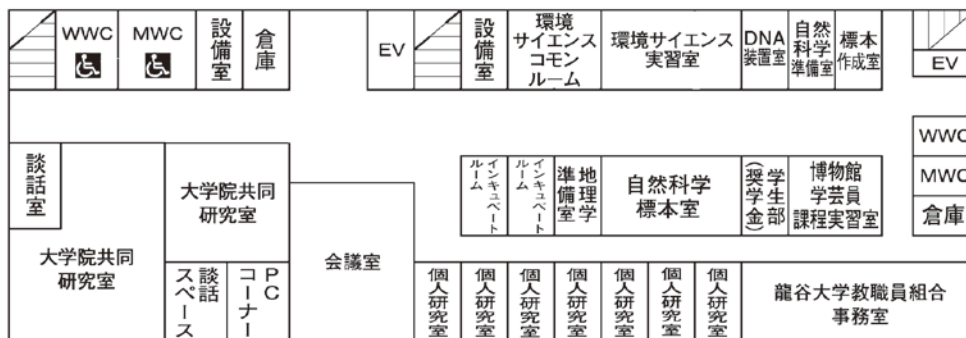 WWC
MWC
設備室
倉庫
EV
設備室
環境
サイエンス
コモン
ルーム
環境サイエンス
実習室
DNA
装置室
自然
科学
準備室
標本
作成室
EV
WWC
MWC
倉庫
談話室
大学院共同
研究室
大学院共同
研究室
談話
スペース
PC
コーナー
会議室
インキュベート
ルーム
インキュベート
ルーム
地理学
準備室
自然科学
標本室
学生部
(奨学金)
博物館
学芸員
課程実習室
個人研究室
個人研究室
個人研究室
個人研究室
個人研究室
個人研究室
個人研究室
龍谷大学教職員組合
事務室